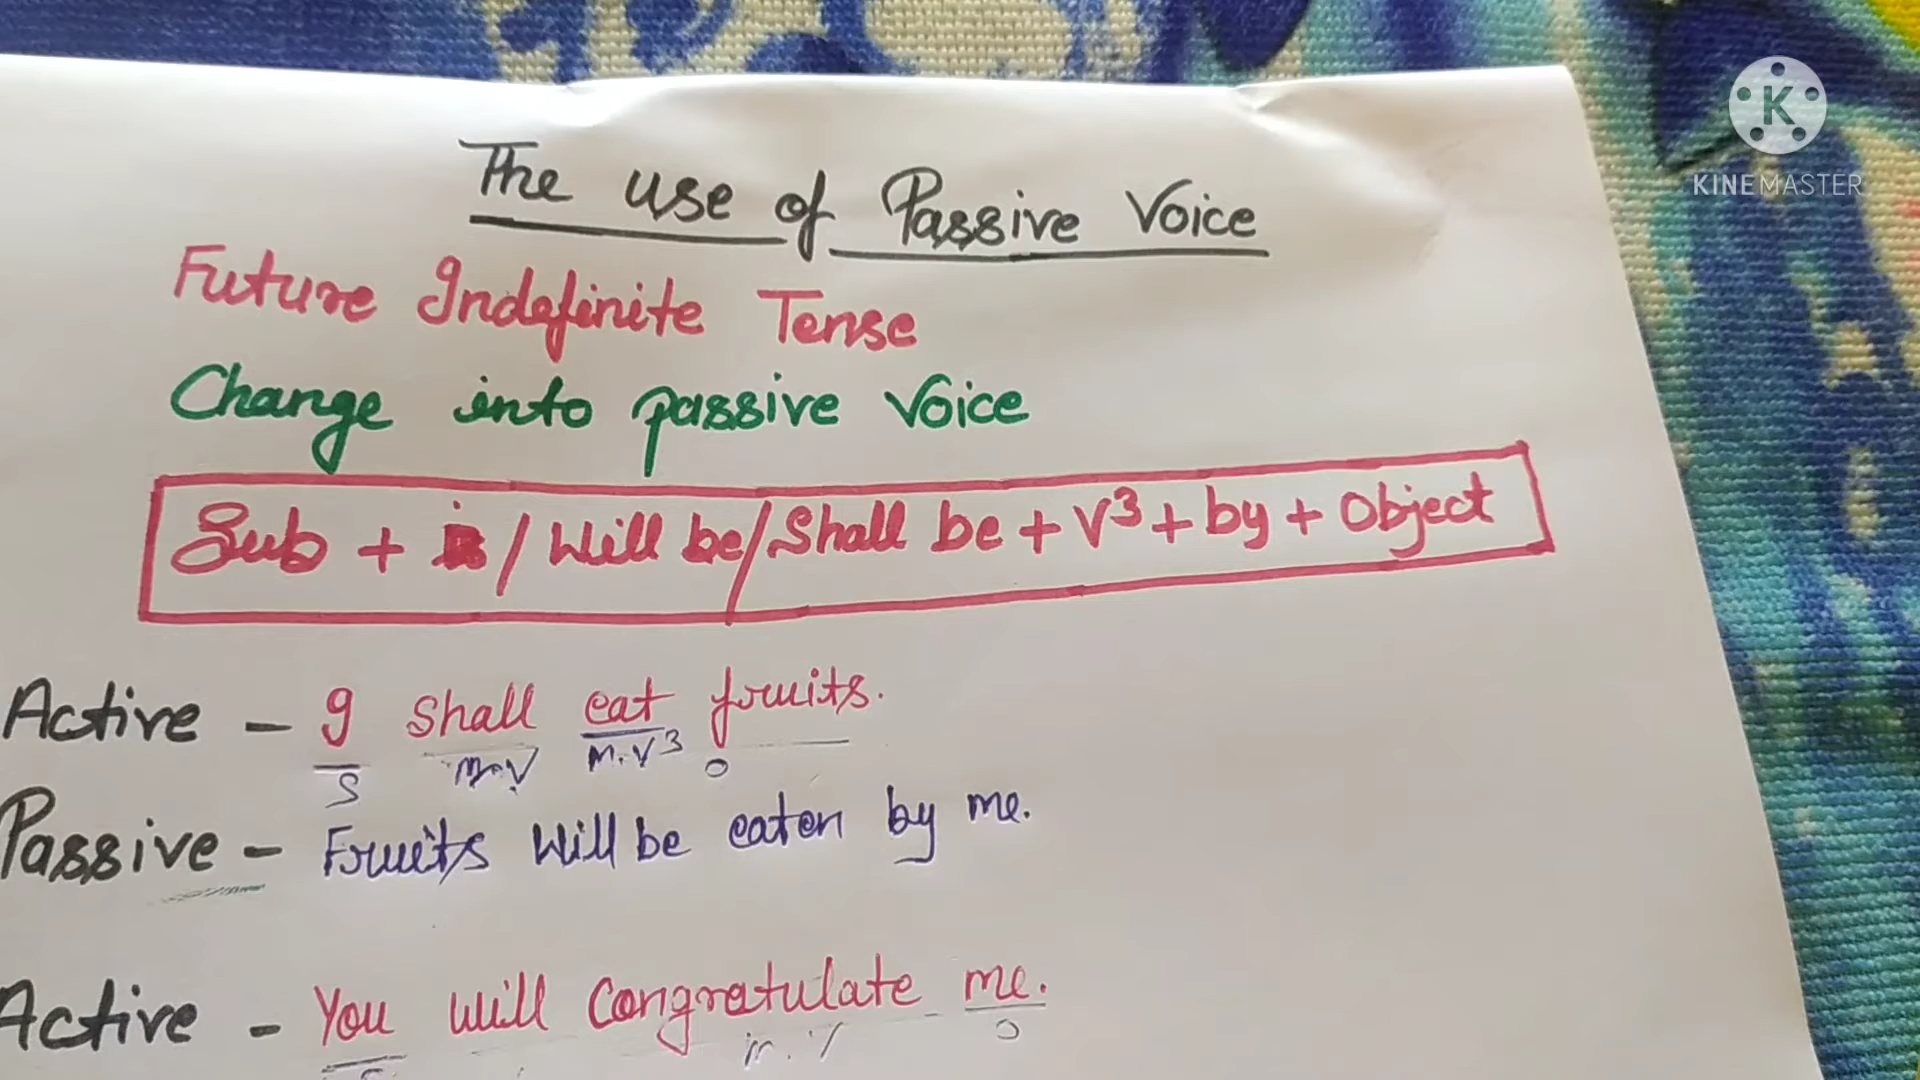 The use of Passive Voice
KINEMASTER
Future Indefinite Tense
Change into passive voice
Sub + / Will be/Shall be + V³ + by + Object
Active - I shall eat fruits.
S M.V³ O
Passive - Fruits will be eaten by me.
Active - You will congratulate me.
O